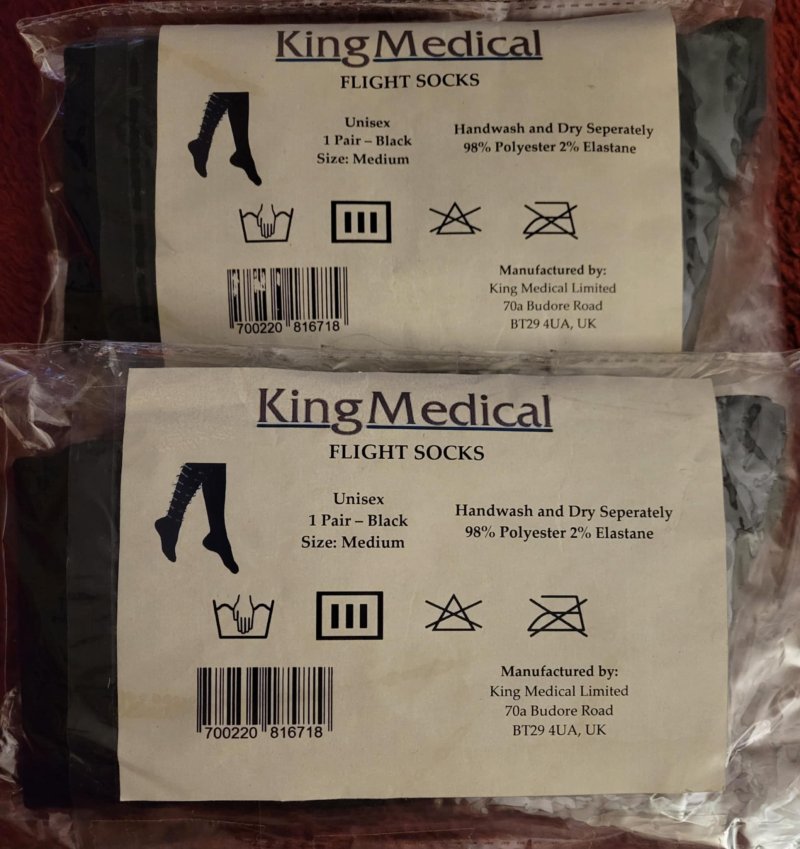 King Medical
FLIGHT SOCKS
Unisex
1 Pair – Black
Size: Medium
Handwash and Dry Seperately
98% Polyester 2% Elastane
Manufactured by:
King Medical Limited
70a Budore Road
BT29 4UA, UK
700220 816718
King Medical
FLIGHT SOCKS
Unisex
1 Pair – Black
Size: Medium
Handwash and Dry Seperately
98% Polyester 2% Elastane
Manufactured by:
King Medical Limited
70a Budore Road
BT29 4UA, UK
700220 816718